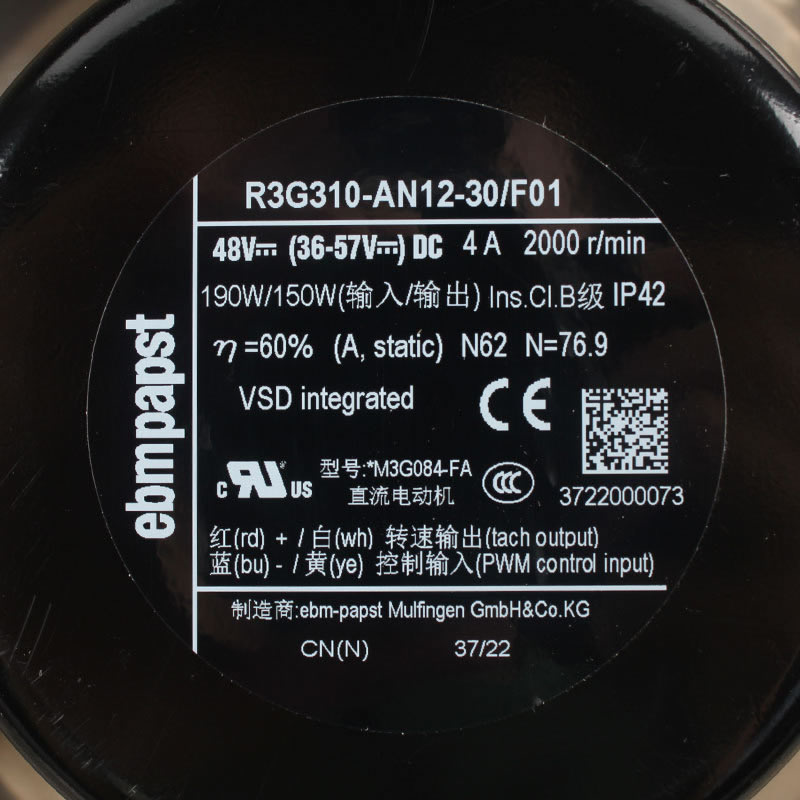 ebmpapst
R3G310-AN12-30/F01
48V⎓ (36-57V⎓) DC 4 A 2000 r/min
190W/150W(输入/输出) Ins.Cl.B级 IP42
η=60% (A, static) N62 N=76.9
VSD integrated CE
c RU US 型号:*M3G084-FA CCC
直流电动机 3722000073
红(rd) + / 白(wh) 转速输出(tach output)
蓝(bu) - / 黄(ye) 控制输入(PWM control input)
制造商:ebm-papst Mulfingen GmbH&Co.KG
CN(N) 37/22